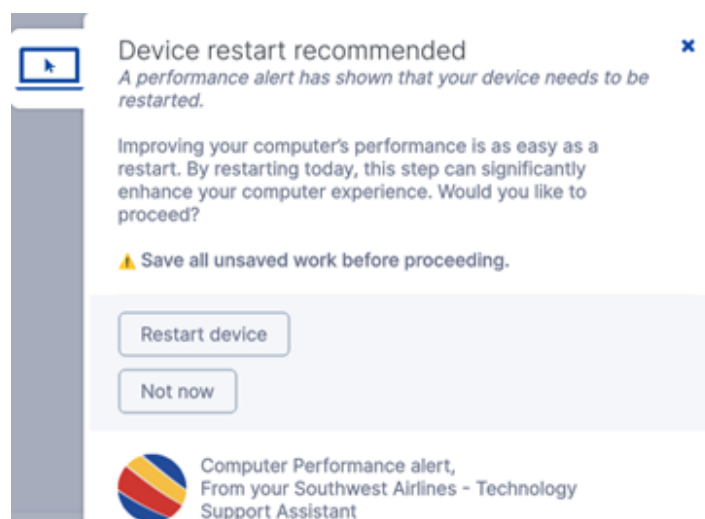 Device restart recommended
A performance alert has shown that your device needs to be
restarted.
Improving your computer's performance is as easy as a
restart. By restarting today, this step can significantly
enhance your computer experience. Would you like to
proceed?
⚠️ Save all unsaved work before proceeding.
Restart device
Not now
Computer Performance alert,
From your Southwest Airlines - Technology
Support Assistant